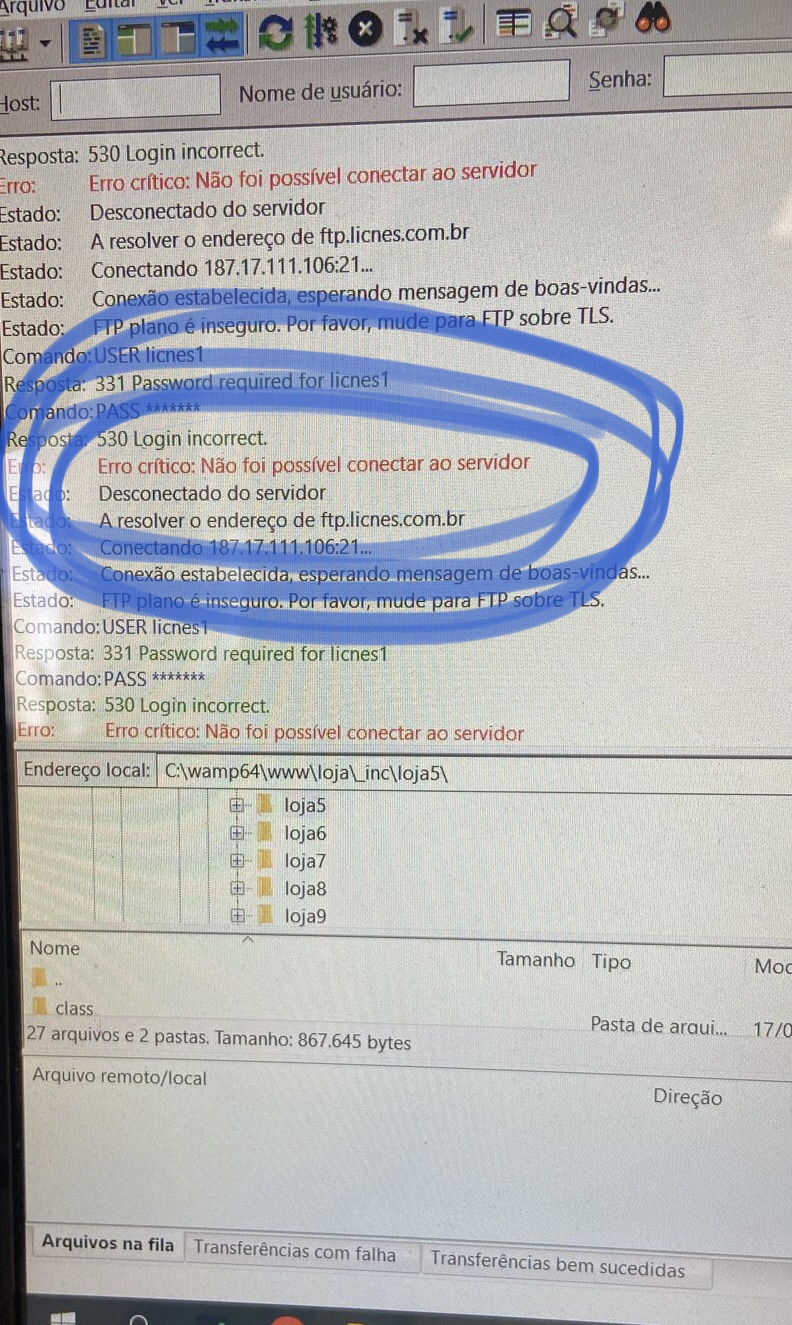 Arquivo Editar Ver
Host: Nome de usuário: Senha:
Resposta: 530 Login incorrect.
Erro: Erro crítico: Não foi possível conectar ao servidor
Estado: Desconectado do servidor
Estado: A resolver o endereço de ftp.licnes.com.br
Estado: Conectando 187.17.111.106:21...
Estado: Conexão estabelecida, esperando mensagem de boas-vindas...
Estado: FTP plano é inseguro. Por favor, mude para FTP sobre TLS.
Comando: USER licnes1
Resposta: 331 Password required for licnes1
Comando: PASS *******
Resposta: 530 Login incorrect.
Erro: Erro crítico: Não foi possível conectar ao servidor
Estado: Desconectado do servidor
Estado: A resolver o endereço de ftp.licnes.com.br
Estado: Conectando 187.17.111.106:21...
Estado: Conexão estabelecida, esperando mensagem de boas-vindas...
Estado: FTP plano é inseguro. Por favor, mude para FTP sobre TLS.
Comando: USER licnes1
Resposta: 331 Password required for licnes1
Comando: PASS *******
Resposta: 530 Login incorrect.
Erro: Erro crítico: Não foi possível conectar ao servidor
Endereço local: C:\wamp64\www\loja\_inc\loja5\
loja5
loja6
loja7
loja8
loja9
Nome Tamanho Tipo Moc
..
class Pasta de arqui... 17/0
27 arquivos e 2 pastas. Tamanho: 867.645 bytes
Arquivo remoto/local Direção
Arquivos na fila Transferências com falha Transferências bem sucedidas